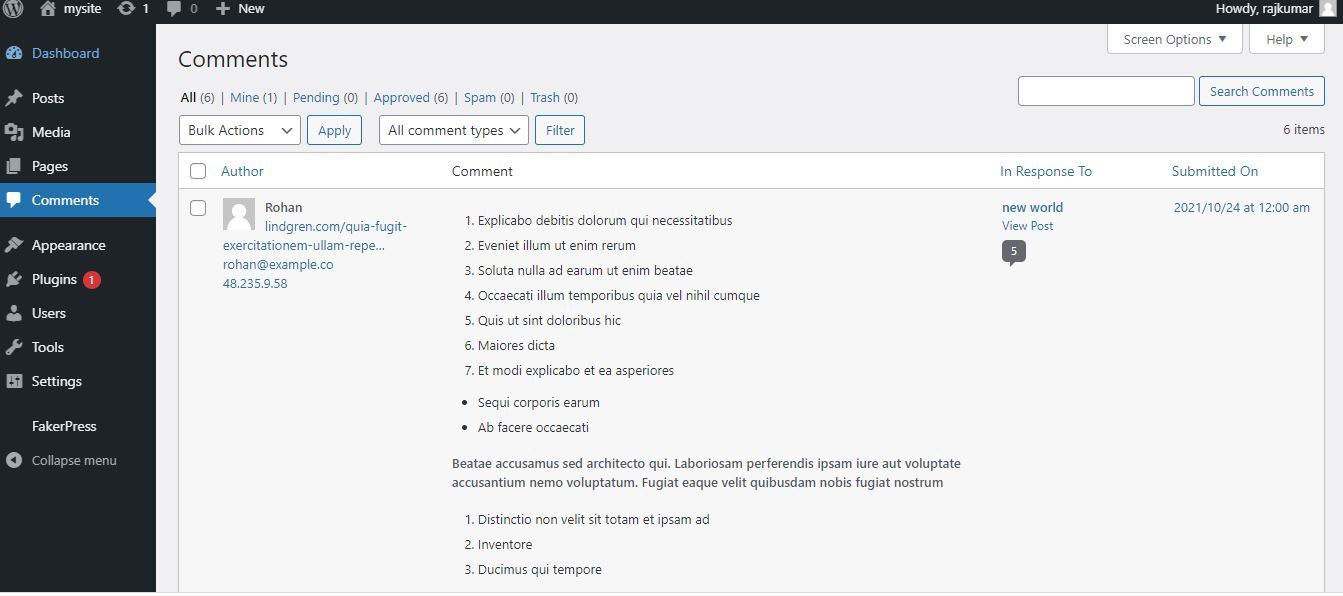 mysite 1 0 New Howdy, rajkumar
Dashboard
Posts
Media
Pages
Comments
Appearance
Plugins 1
Users
Tools
Settings
FakerPress
Collapse menu
Screen Options Help
Comments
All (6) | Mine (1) | Pending (0) | Approved (6) | Spam (0) | Trash (0)
Search Comments
Bulk Actions Apply All comment types Filter
6 items
Author Comment In Response To Submitted On
Rohan
lindgren.com/quia-fugit-
exercitationem-ullam-repe...
rohan@example.co
48.235.9.58
1. Explicabo debitis dolorum qui necessitatibus
2. Eveniet illum ut enim rerum
3. Soluta nulla ad earum ut enim beatae
4. Occaecati illum temporibus quia vel nihil cumque
5. Quis ut sint doloribus hic
6. Maiores dicta
7. Et modi explicabo et ea asperiores
• Sequi corporis earum
• Ab facere occaecati
Beatae accusamus sed architecto qui. Laboriosam perferendis ipsam iure aut voluptate
accusantium nemo voluptatum. Fugiat eaque velit quibusdam nobis fugiat nostrum
1. Distinctio non velit sit totam et ipsam ad
2. Inventore
3. Ducimus qui tempore
new world
View Post
5
2021/10/24 at 12:00 am